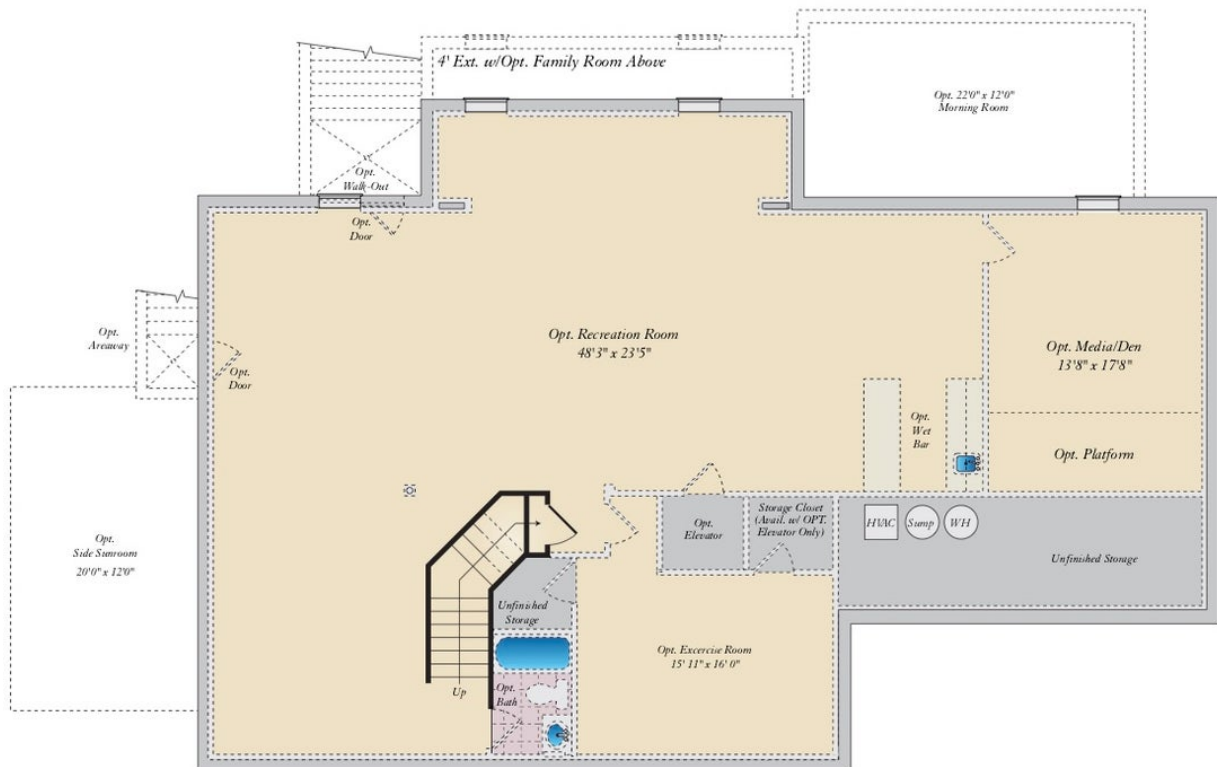 4' Ext. w/Opt. Family Room Above
Opt. 22'0" x 12'0"
Morning Room
Opt.
Walk-Out
Opt.
Door
Opt.
Areaway
Opt.
Door
Opt. Recreation Room
48'3" x 23'5"
Opt. Media/Den
13'8" x 17'8"
Opt.
Wet
Bar
Opt. Platform
Opt.
Side Sunroom
20'0" x 12'0"
Opt.
Elevator
Storage Closet
(Avail. w/ OPT.
Elevator Only)
HVAC
Sump
WH
Unfinished Storage
Unfinished
Storage
Opt. Excercise Room
15' 11" x 16' 0"
Up
Opt.
Bath